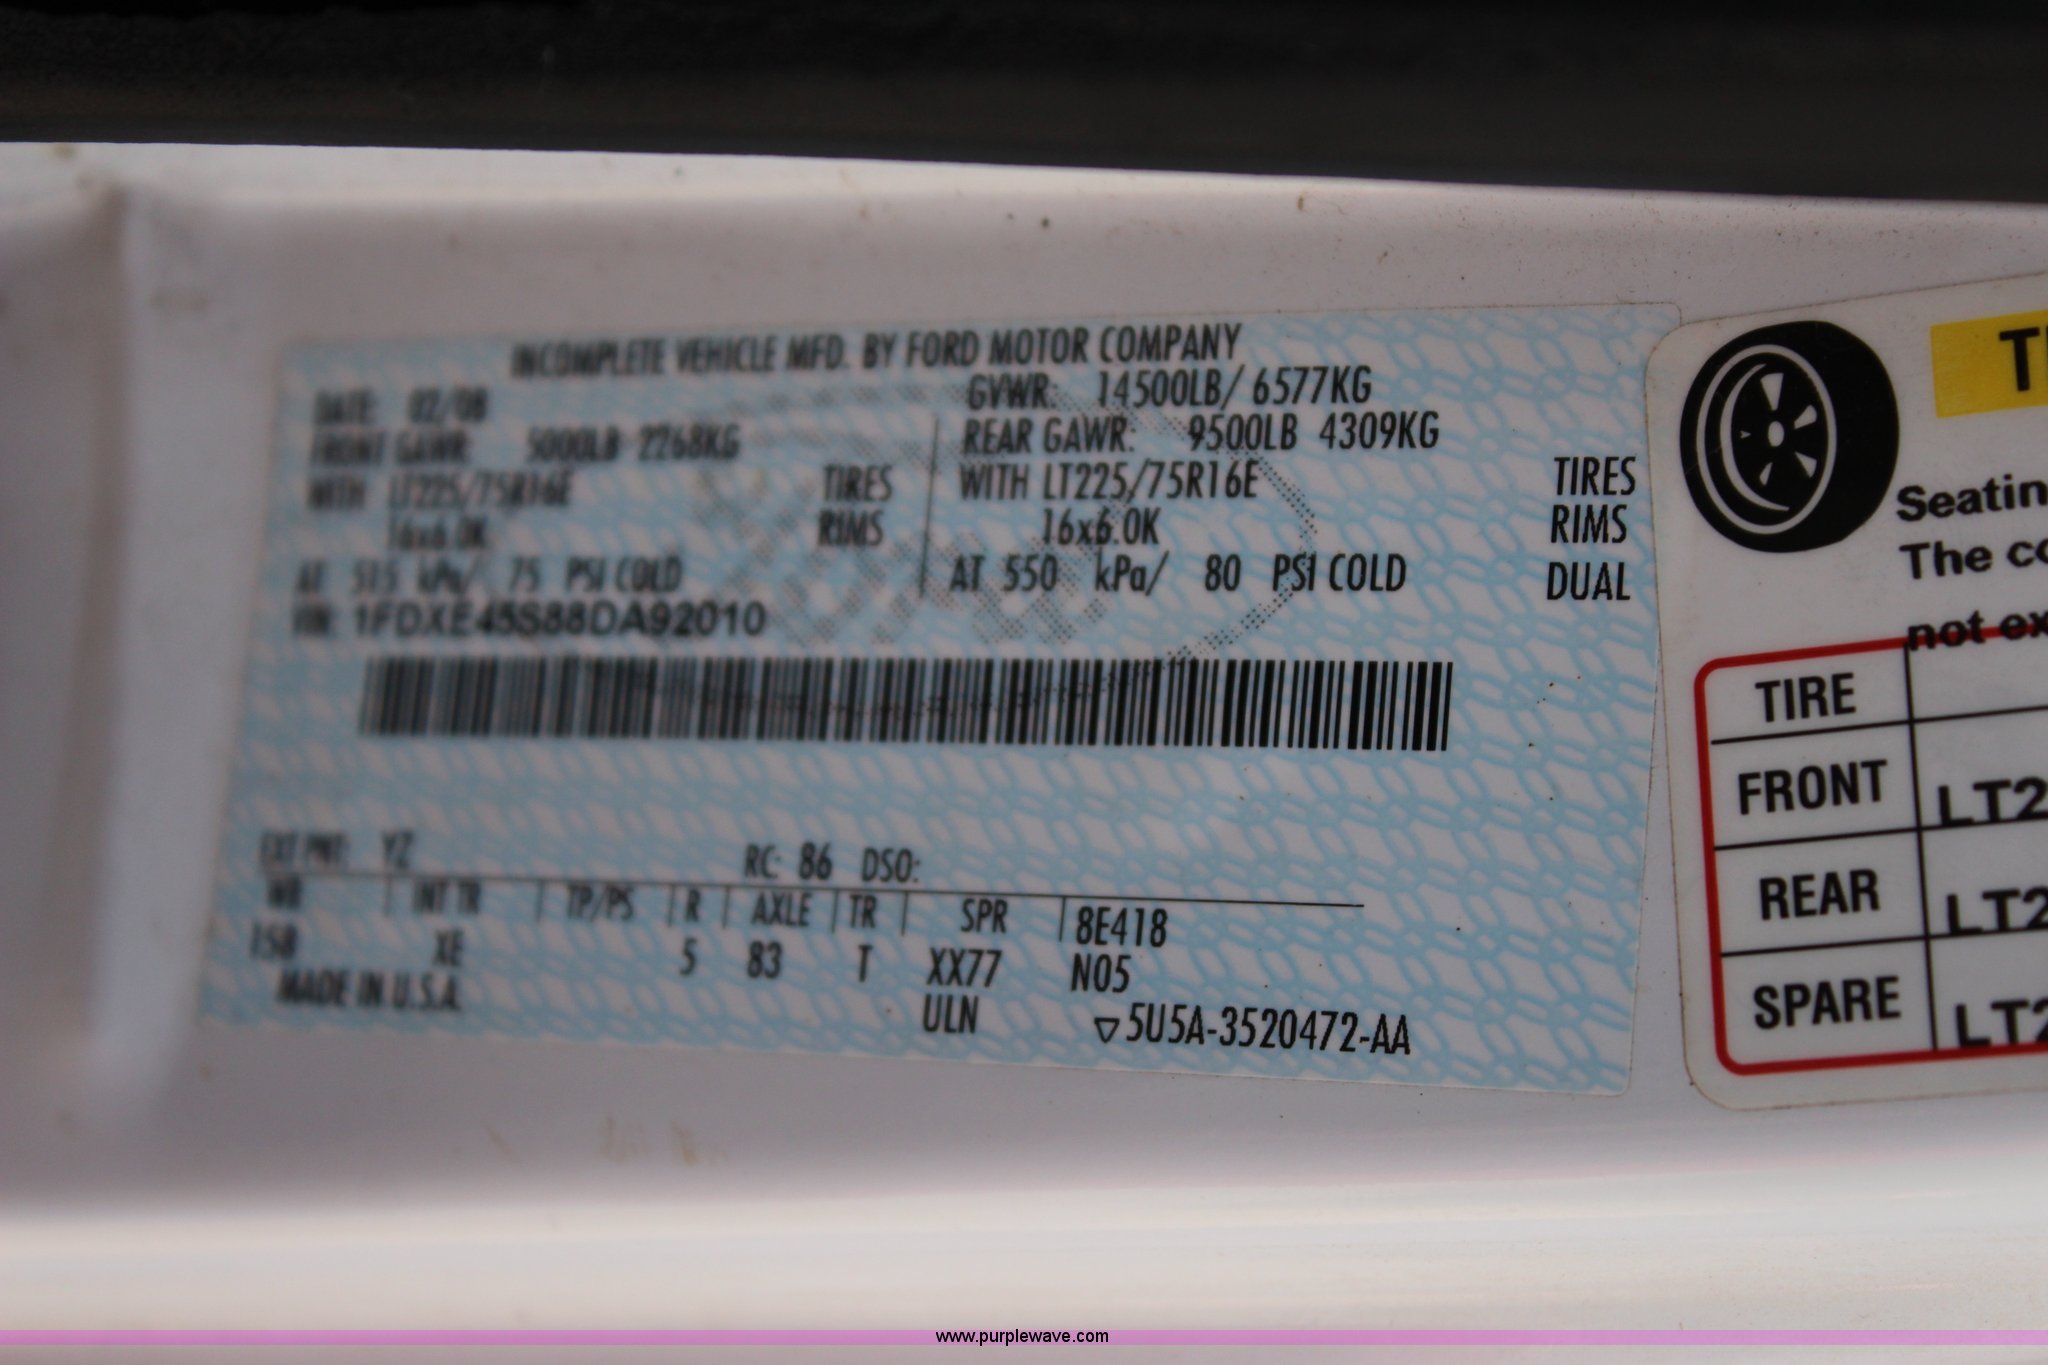 INCOMPLETE VEHICLE MFD. BY FORD MOTOR COMPANY
DATE: 02/08 GVWR: 14500LB/ 6577KG
FRONT GAWR: 5000LB 2268KG REAR GAWR: 9500LB 4309KG
WITH LT225/75R16E TIRES WITH LT225/75R16E TIRES
16x6.0K RIMS 16x6.0K RIMS
AT 515 kPa/ 75 PSI COLD AT 550 kPa/ 80 PSI COLD DUAL
VIN: 1FDXE45S88DA92010
EXT PNT: YZ RC: 86 DSO:
WB INT TR TP/PS R AXLE TR SPR 8E418
158 XE 5 83 T XX77 N05
MADE IN U.S.A. ULN ▽5U5A-3520472-AA
Seatin
The co
not ex
TIRE
FRONT LT2
REAR LT2
SPARE LT2
www.purplewave.com